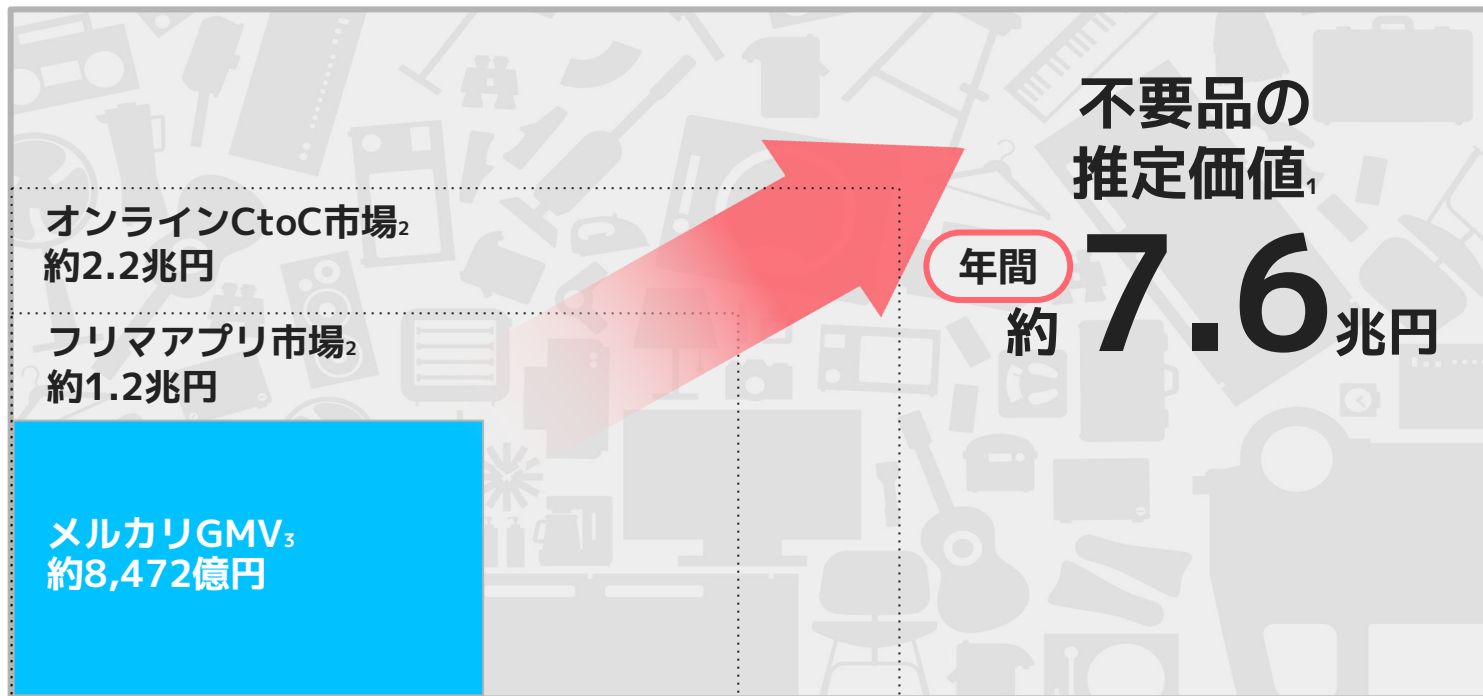 不要品の
推定価値1
年間
約7.6兆円
オンラインCtoC市場2
約2.2兆円
フリマアプリ市場2
約1.2兆円
メルカリGMV3
約8,472億円